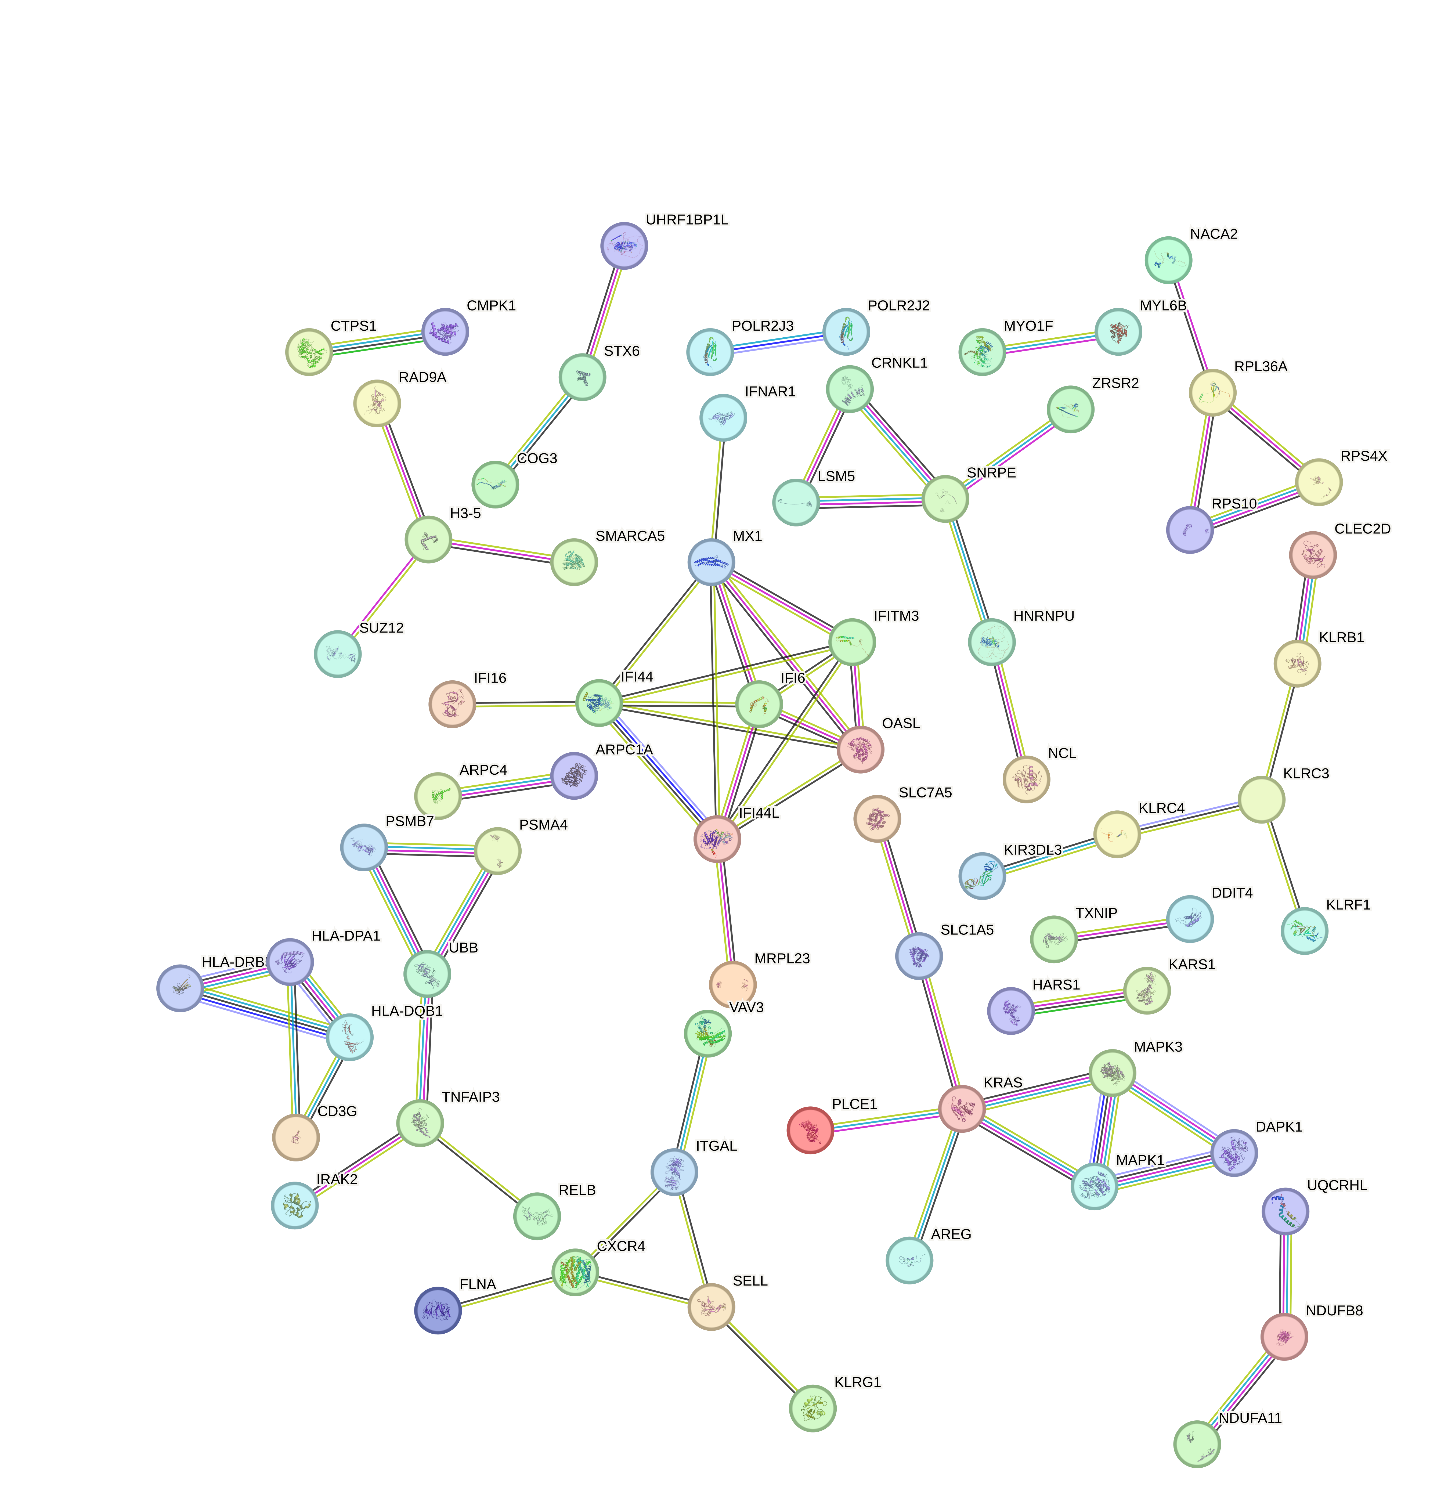 UHRF1BP1L
NACA2
CMPK1
POLR2J2
MYL6B
CTPS1
POLR2J3
MYO1F
STX6
CRNKL1
RPL36A
RAD9A
ZRSR2
IFNAR1
COG3
RPS4X
LSM5
SNRPE
RPS10
H3-5
CLEC2D
SMARCA5
MX1
IFITM3
HNRNPU
SUZ12
KLRB1
IFI16
IFI44
IFI6
OASL
ARPC1A
NCL
ARPC4
KLRC3
SLC7A5
IFI44L
KLRC4
PSMB7
PSMA4
KIR3DL3
DDIT4
KLRF1
TXNIP
HLA-DPA1
UBB
SLC1A5
HLA-DRB
MRPL23
KARS1
HARS1
VAV3
HLA-DQB1
MAPK3
KRAS
TNFAIP3
PLCE1
CD3G
DAPK1
ITGAL
MAPK1
IRAK2
RELB
UQCRHL
AREG
CXCR4
SELL
FLNA
NDUFB8
KLRG1
NDUFA11